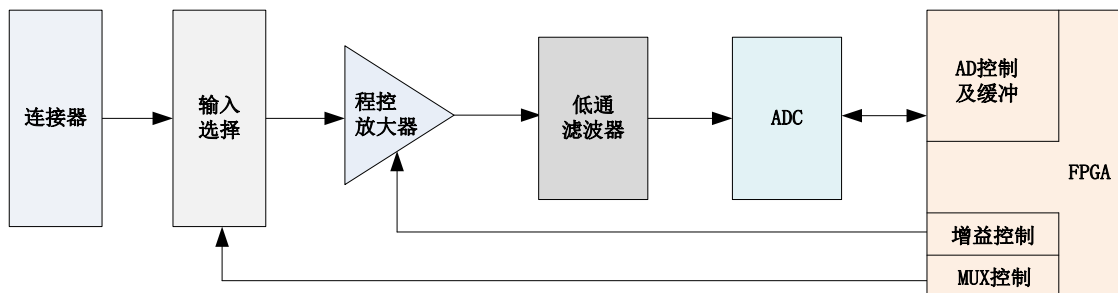 连接器
输入
选择
程控
放大器
低通
滤波器
ADC
AD控制
及缓冲
FPGA
增益控制
MUX控制